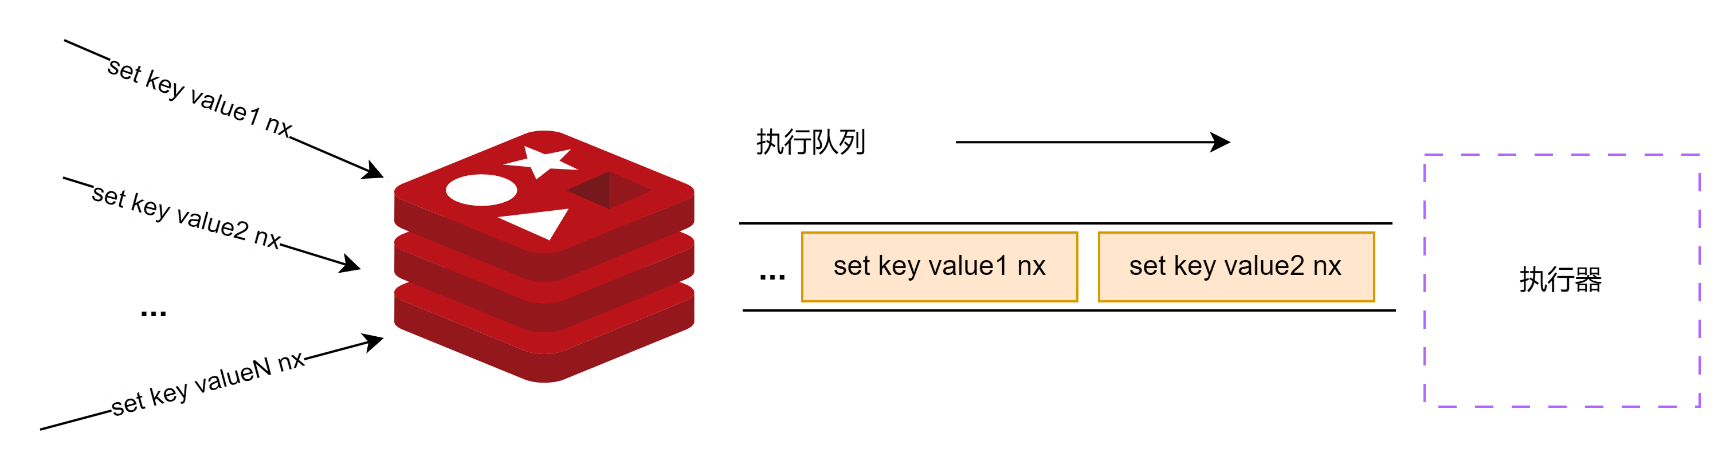 set key value1 nx
set key value2 nx
...
set key valueN nx
执行队列
... set key value1 nx set key value2 nx
执行器